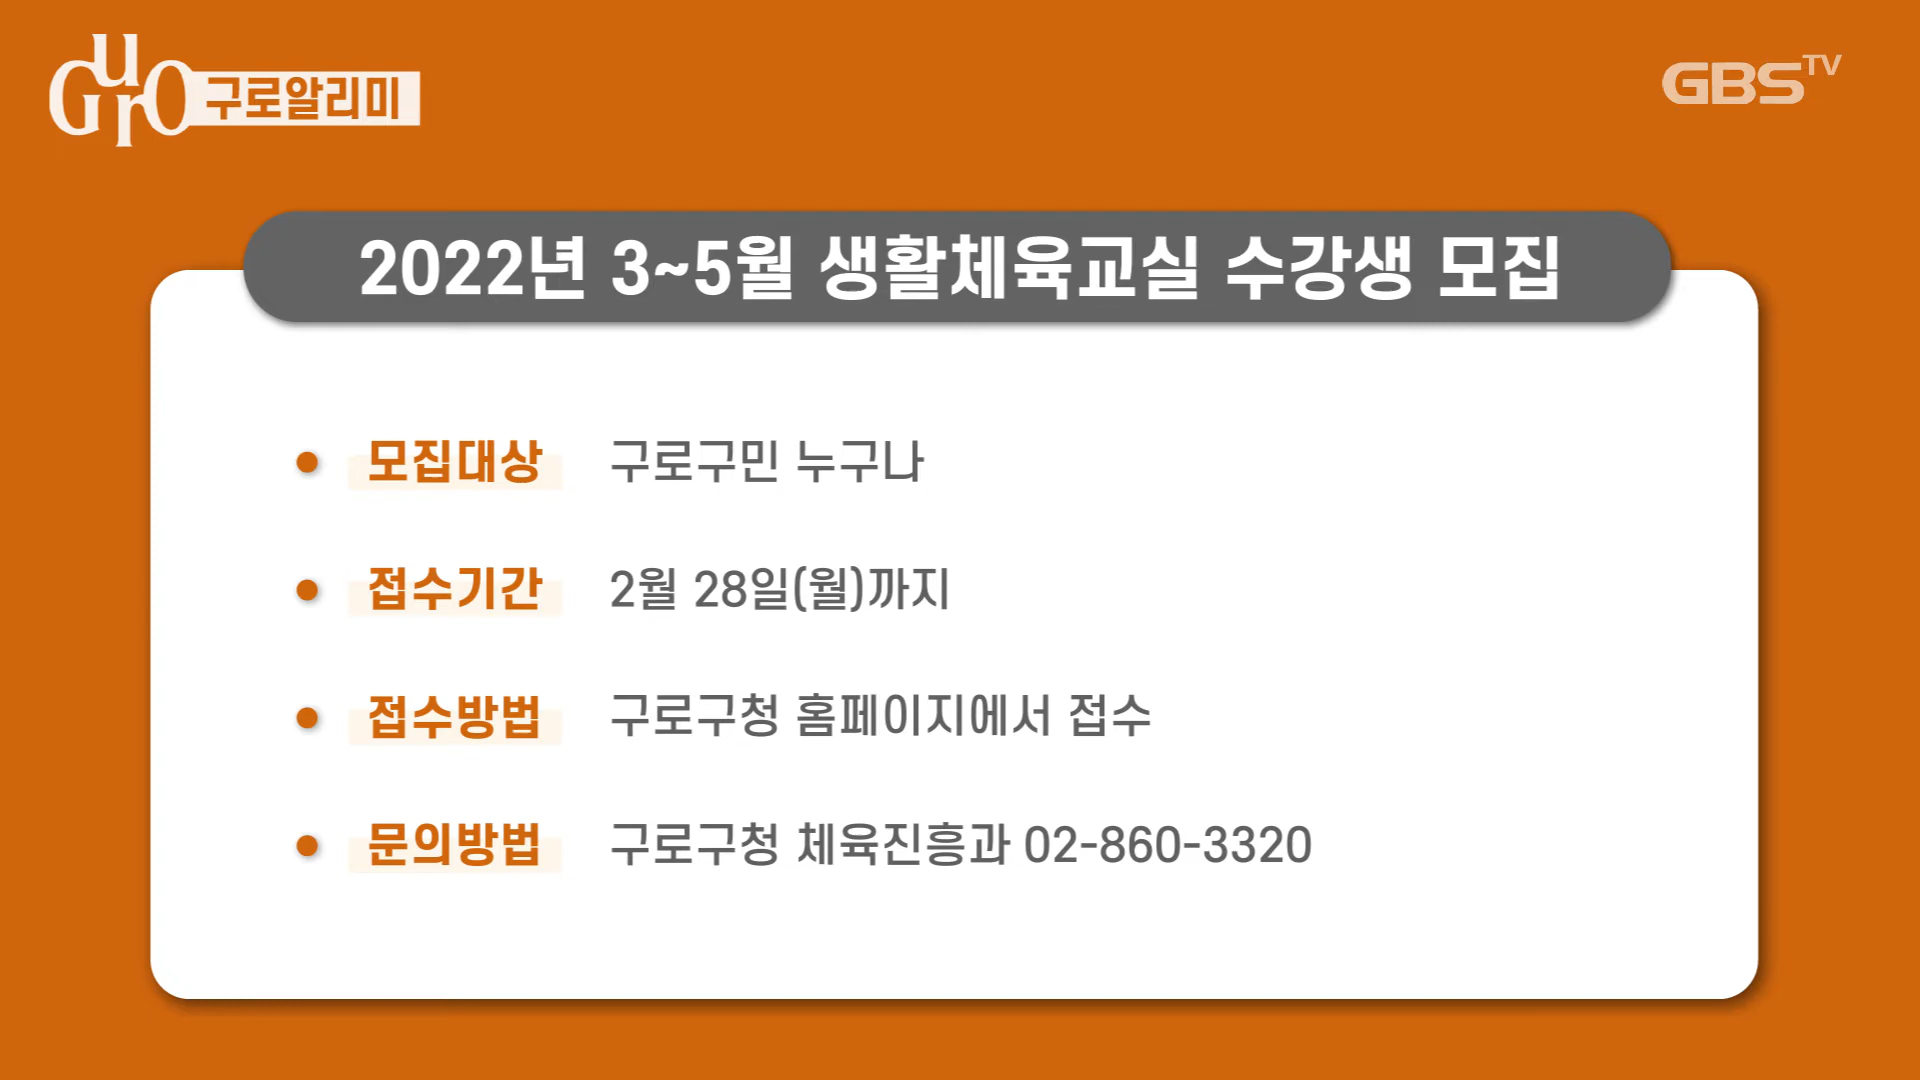 GurO 구로알리미
GBS TV
2022년 3~5월 생활체육교실 수강생 모집
모집대상 구로구민 누구나
접수기간 2월 28일(월)까지
접수방법 구로구청 홈페이지에서 접수
문의방법 구로구청 체육진흥과 02-860-3320